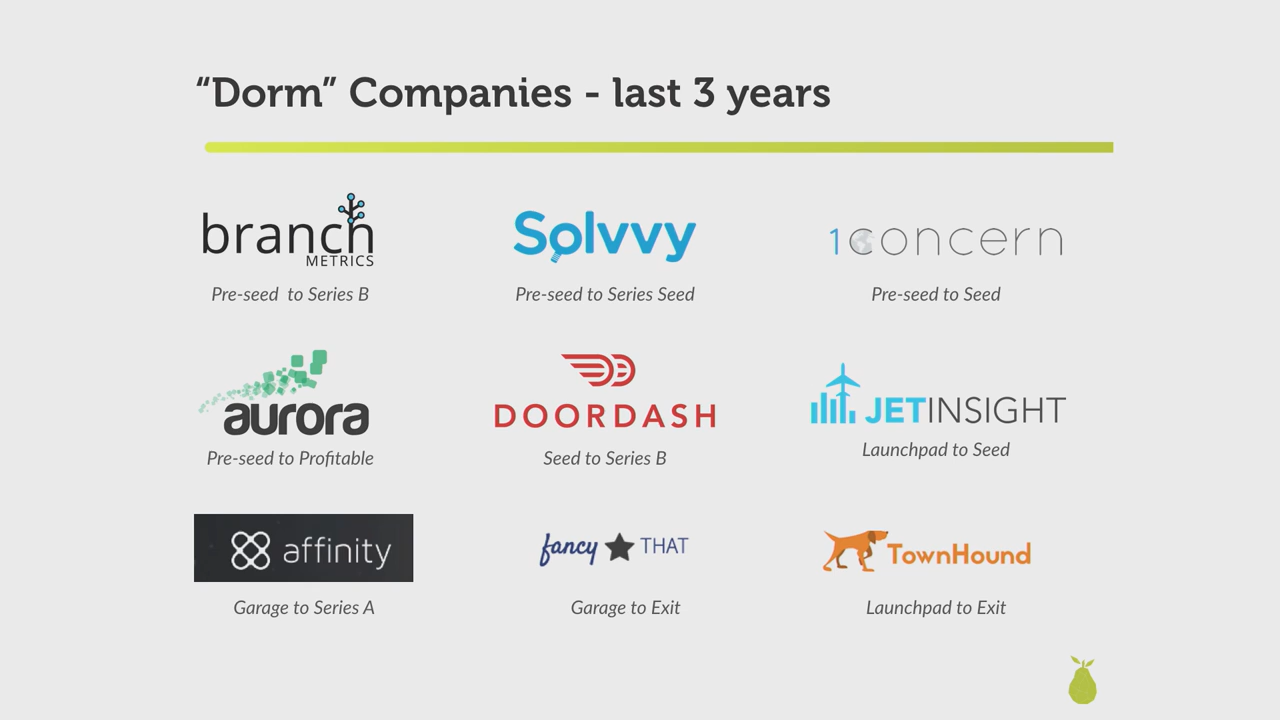 “Dorm” Companies - last 3 years
branch
METRICS
Pre-seed to Series B
Solvvy
Pre-seed to Series Seed
1concern
Pre-seed to Seed
aurora
Pre-seed to Profitable
DOORDASH
Seed to Series B
JETINSIGHT
Launchpad to Seed
affinity
Garage to Series A
fancy THAT
Garage to Exit
TownHound
Launchpad to Exit